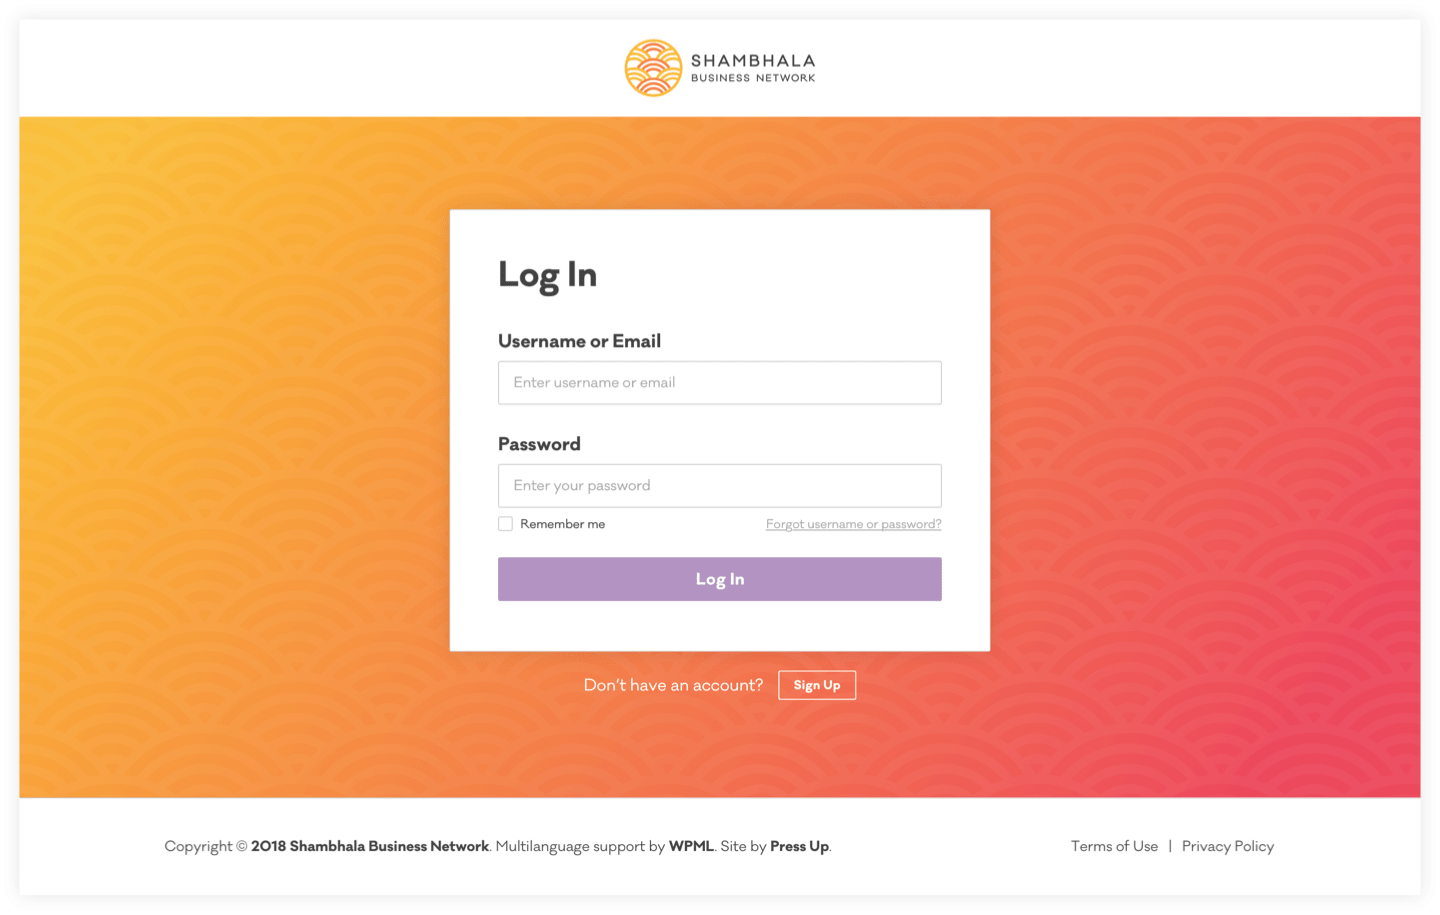 SHAMBHALA
BUSINESS NETWORK
Log In
Username or Email
Enter username or email
Password
Enter your password
Remember me
Forgot username or password?
Log In
Don't have an account?
Sign Up
Copyright © 2018 Shambhala Business Network. Multilanguage support by WPML. Site by Press Up.
Terms of Use | Privacy Policy